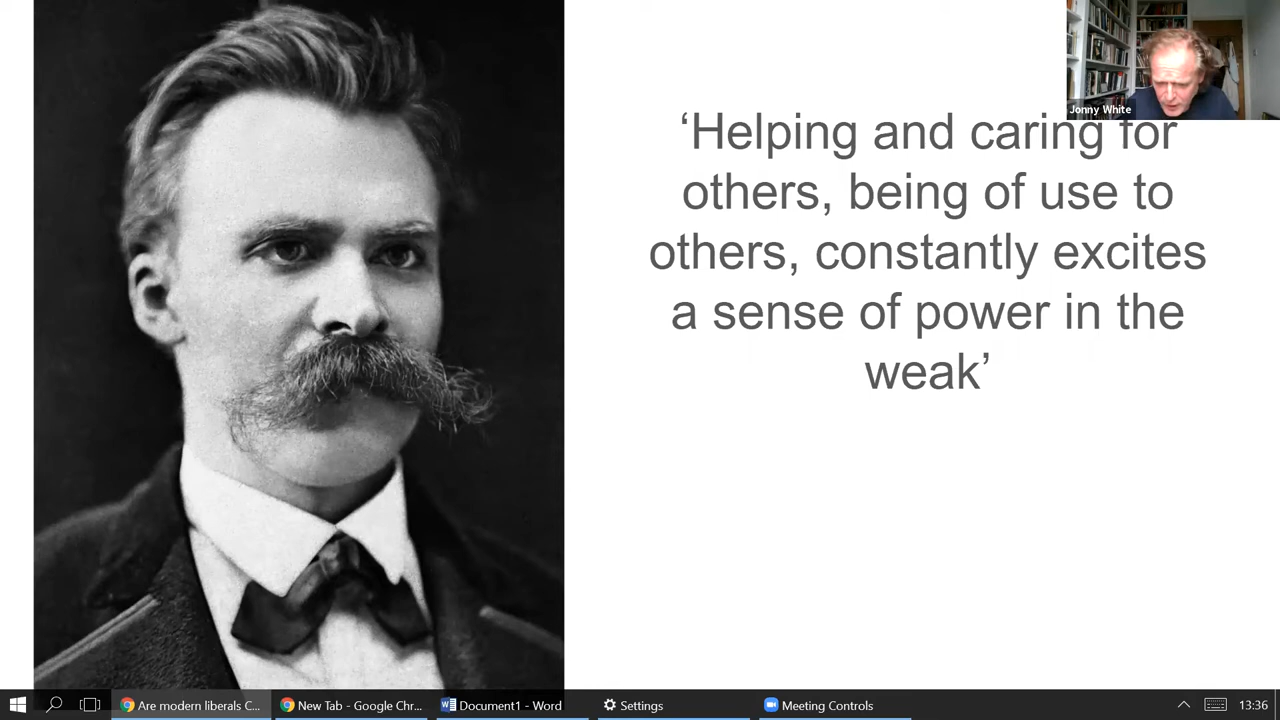 Jonny White
‘Helping and caring for
others, being of use to
others, constantly excites
a sense of power in the
weak’
Are modern liberals C...
New Tab - Google Chr...
Document1 - Word
Settings
Meeting Controls
13:36